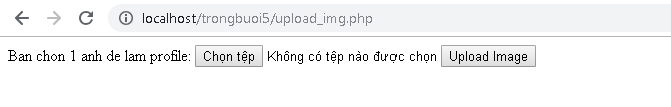 localhost/trongbuoi5/upload_img.php
Ban chon 1 anh de lam profile: Chọn tệp Không có tệp nào được chọn Upload Image